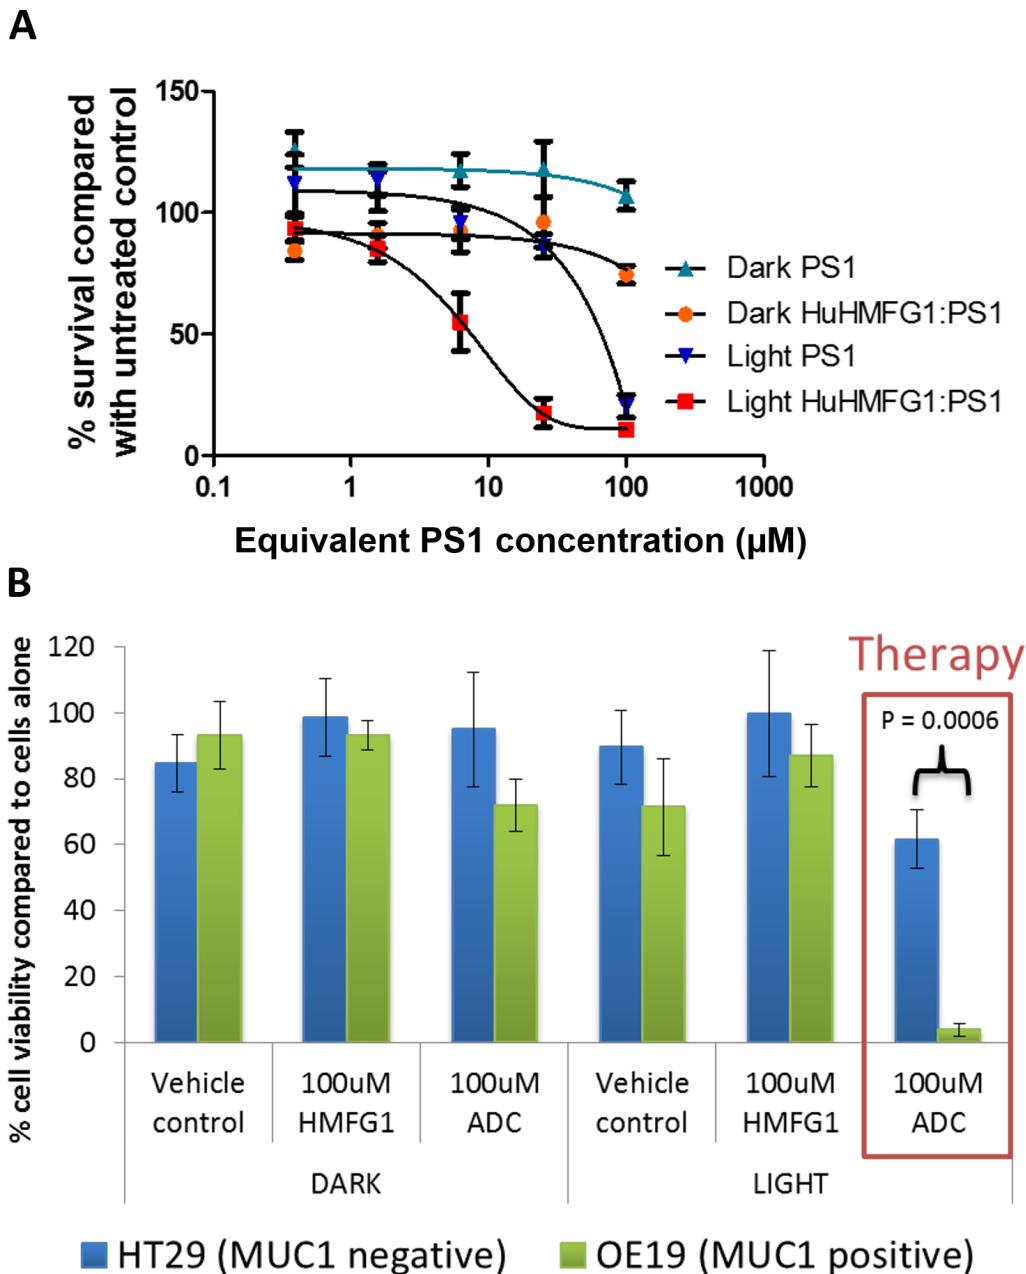 A
% survival compared
with untreated control
150
100
50
0
0.1
1
10
100
1000
Equivalent PS1 concentration (µM)
Dark PS1
Dark HuHMFG1:PS1
Light PS1
Light HuHMFG1:PS1
B
% cell viability compared to cells alone
120
100
80
60
40
20
0
Therapy
P = 0.0006
Vehicle
control
100uM
HMFG1
100uM
ADC
Vehicle
control
100uM
HMFG1
100uM
ADC
DARK
LIGHT
HT29 (MUC1 negative)
OE19 (MUC1 positive)